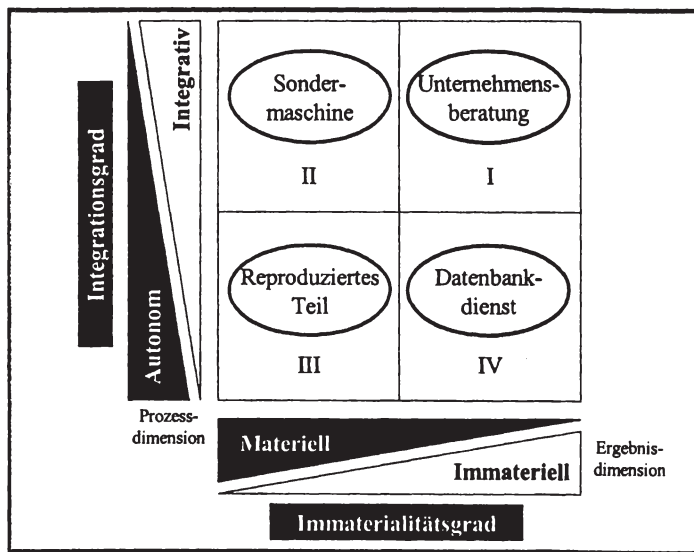 Integrationsgrad
Autonom
Integrativ
Prozess-
dimension
Sonder-
maschine
II
Unternehmens-
beratung
I
Reproduziertes
Teil
III
Datenbank-
dienst
IV
Materiell
Immateriell
Ergebnis-
dimension
Immaterialitätsgrad